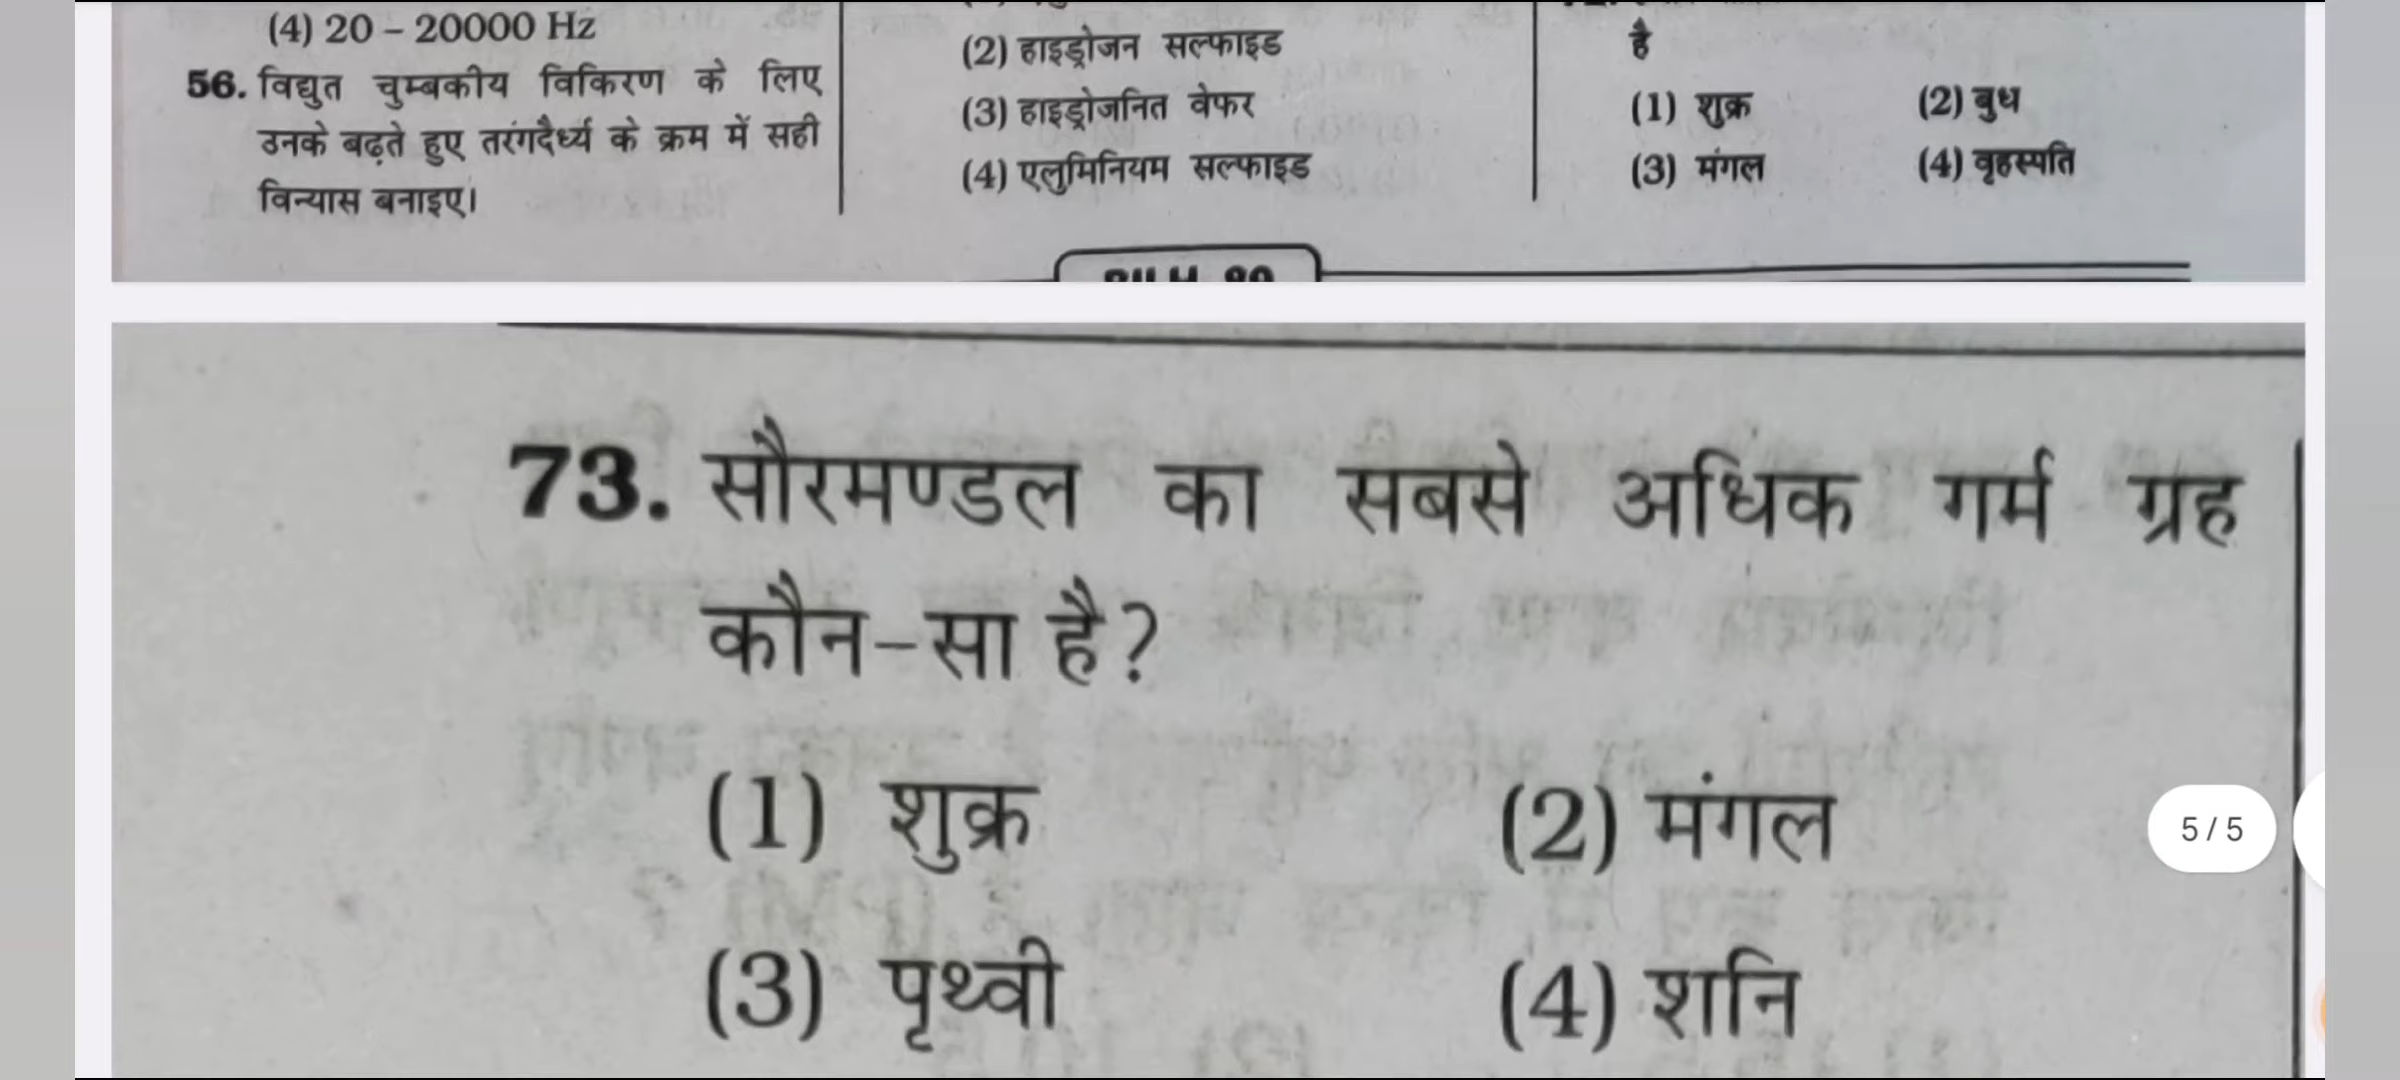 (4) 20 – 20000 Hz
56. विद्युत चुम्बकीय विकिरण के लिए
उनके बढ़ते हुए तरंगदैर्ध्य के क्रम में सही
विन्यास बनाइए।
(2) हाइड्रोजन सल्फाइड
(3) हाइड्रोजनित वेफर
(4) एलुमिनियम सल्फाइड
है
(1) शुक्र (2) बुध
(3) मंगल (4) वृहस्पति
73. सौरमण्डल का सबसे अधिक गर्म ग्रह
कौन-सा है?
(1) शुक्र (2) मंगल
(3) पृथ्वी (4) शनि
5 / 5